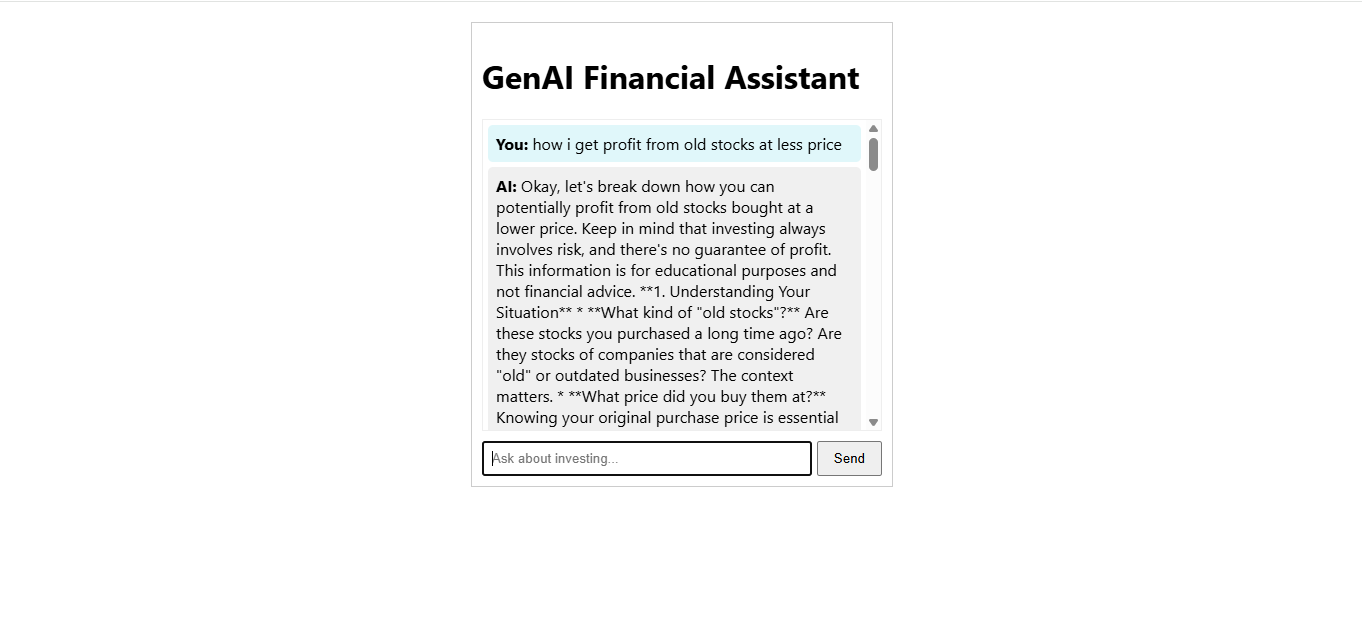 GenAI Financial Assistant
You: how i get profit from old stocks at less price
AI: Okay, let's break down how you can
potentially profit from old stocks bought at a
lower price. Keep in mind that investing always
involves risk, and there's no guarantee of profit.
This information is for educational purposes and
not financial advice. **1. Understanding Your
Situation** * **What kind of "old stocks"?** Are
these stocks you purchased a long time ago? Are
they stocks of companies that are considered
"old" or outdated businesses? The context
matters. * **What price did you buy them at?**
Knowing your original purchase price is essential
Ask about investing...
Send